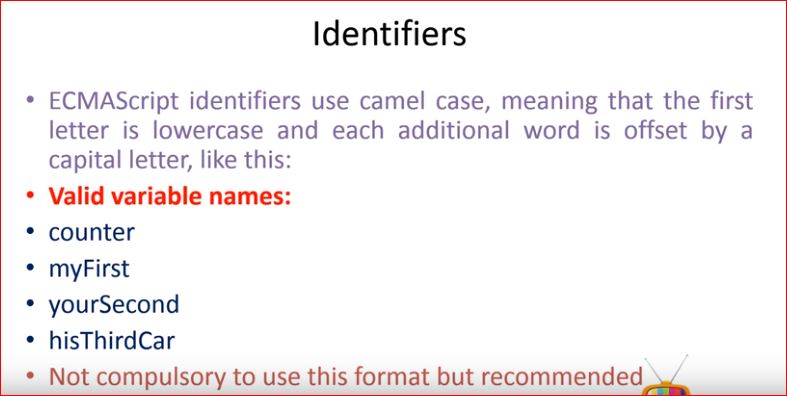 Identifiers
• ECMAScript identifiers use camel case, meaning that the first
letter is lowercase and each additional word is offset by a
capital letter, like this:
• Valid variable names:
• counter
• myFirst
• yourSecond
• hisThirdCar
• Not compulsory to use this format but recommended